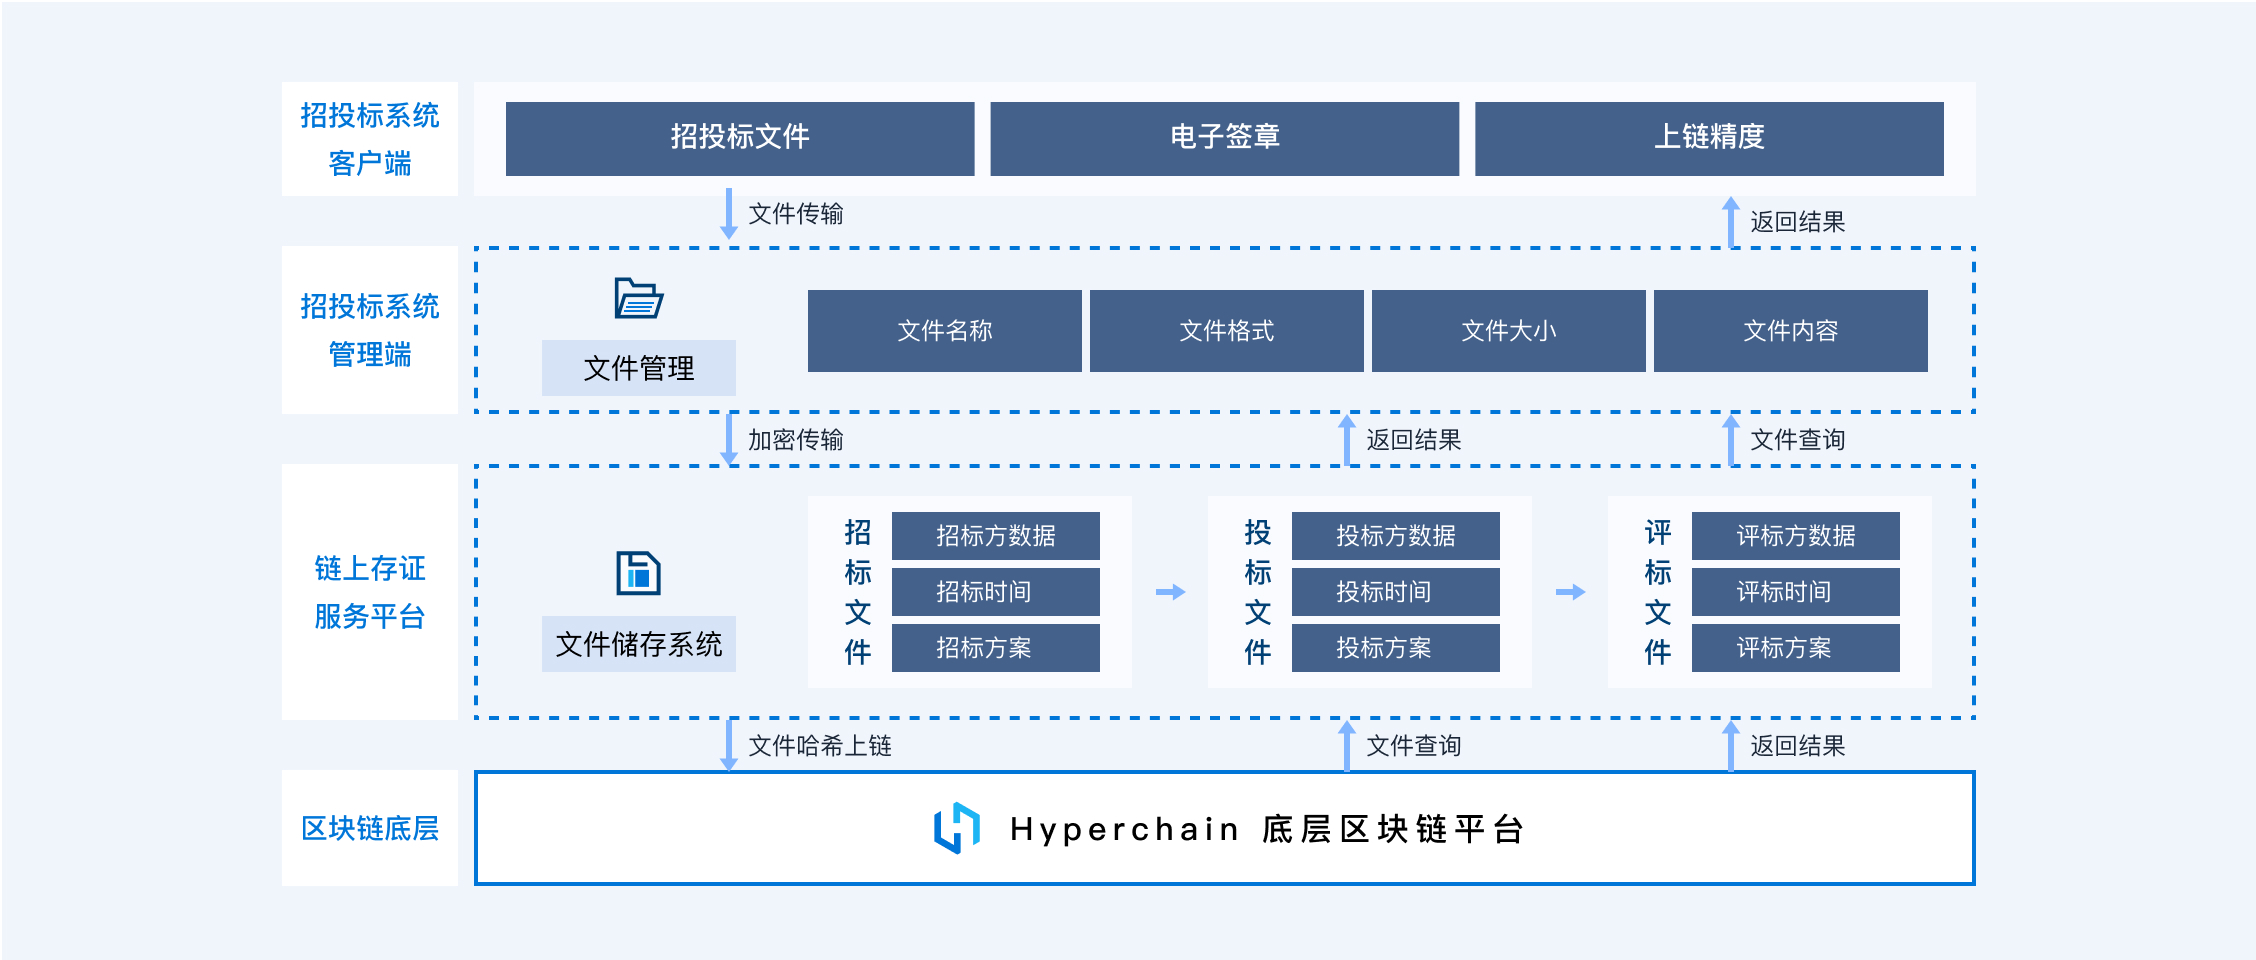 招投标系统
客户端
招投标文件
电子签章
上链精度
文件传输
返回结果
招投标系统
管理端
文件管理
文件名称
文件格式
文件大小
文件内容
加密传输
返回结果
文件查询
链上存证
服务平台
文件储存系统
招标文件
招标方数据
招标时间
招标方案
投标文件
投标方数据
投标时间
投标方案
评标文件
评标方数据
评标时间
评标方案
文件哈希上链
文件查询
返回结果
区块链底层
Hyperchain 底层区块链平台